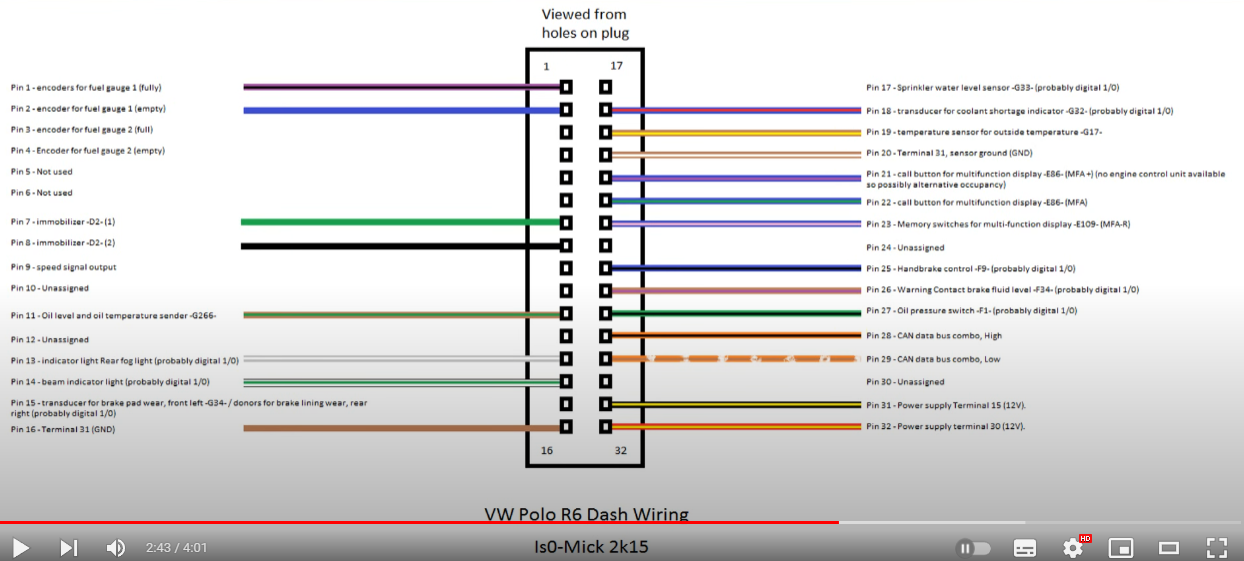 Viewed from
holes on plug
1
17
Pin 1 - encoders for fuel gauge 1 (fully)
Pin 2 - encoder for fuel gauge 1 (empty)
Pin 3 - encoder for fuel gauge 2 (full)
Pin 4 - Encoder for fuel gauge 2 (empty)
Pin 5 - Not used
Pin 6 - Not used
Pin 7 - immobilizer -D2- (1)
Pin 8 - immobilizer -D2- (2)
Pin 9 - speed signal output
Pin 10 - Unassigned
Pin 11 - Oil level and oil temperature sender -G266-
Pin 12 - Unassigned
Pin 13 - indicator light Rear fog light (probably digital 1/0)
Pin 14 - beam indicator light (probably digital 1/0)
Pin 15 - transducer for brake pad wear, front left -G34- / donors for brake lining wear, rear
right (probably digital 1/0)
Pin 16 - Terminal 31 (GND)
Pin 17 - Sprinkler water level sensor -G33- (probably digital 1/0)
Pin 18 - transducer for coolant shortage indicator -G32- (probably digital 1/0)
Pin 19 - temperature sensor for outside temperature -G17-
Pin 20 - Terminal 31, sensor ground (GND)
Pin 21 - call button for multifunction display -E86- (MFA +) (no engine control unit available
so possibly alternative occupancy)
Pin 22 - call button for multifunction display -E86- (MFA)
Pin 23 - Memory switches for multi-function display -E109- (MFA-R)
Pin 24 - Unassigned
Pin 25 - Handbrake control -F9- (probably digital 1/0)
Pin 26 - Warning Contact brake fluid level -F34- (probably digital 1/0)
Pin 27 - Oil pressure switch -F1- (probably digital 1/0)
Pin 28 - CAN data bus combo, High
Pin 29 - CAN data bus combo, Low
Pin 30 - Unassigned
Pin 31 - Power supply Terminal 15 (12V).
Pin 32 - Power supply terminal 30 (12V).
16
32
VW Polo R6 Dash Wiring
Is0-Mick 2k15
2:43 / 4:01
HD